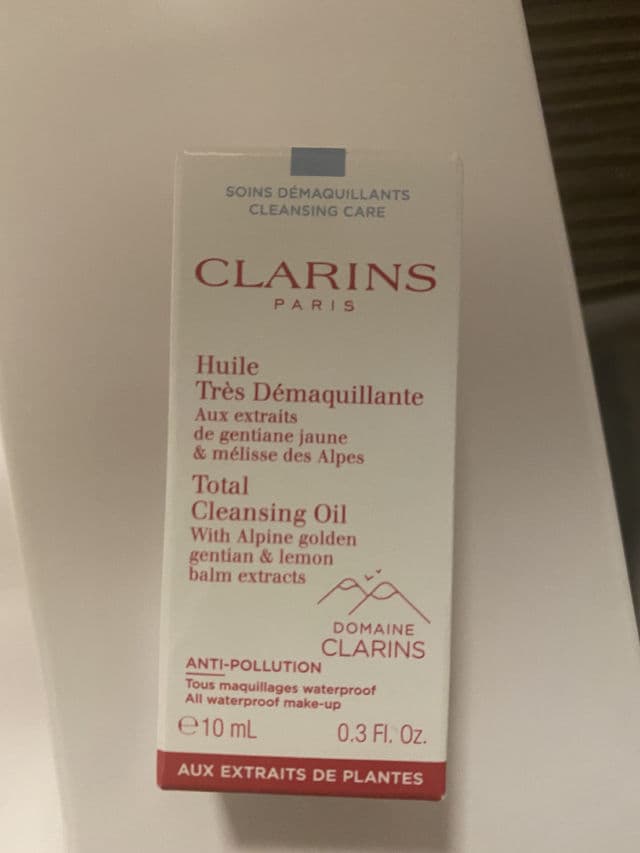 SOINS DÉMAQUILLANTS
CLEANSING CARE
CLARINS
PARIS
Huile
Très Démaquillante
Aux extraits
de gentiane jaune
& mélisse des Alpes
Total
Cleansing Oil
With Alpine golden
gentian & lemon
balm extracts
DOMAINE
CLARINS
ANTI-POLLUTION
Tous maquillages waterproof
All waterproof make-up
℮10 mL 0.3 Fl. Oz.
AUX EXTRAITS DE PLANTES